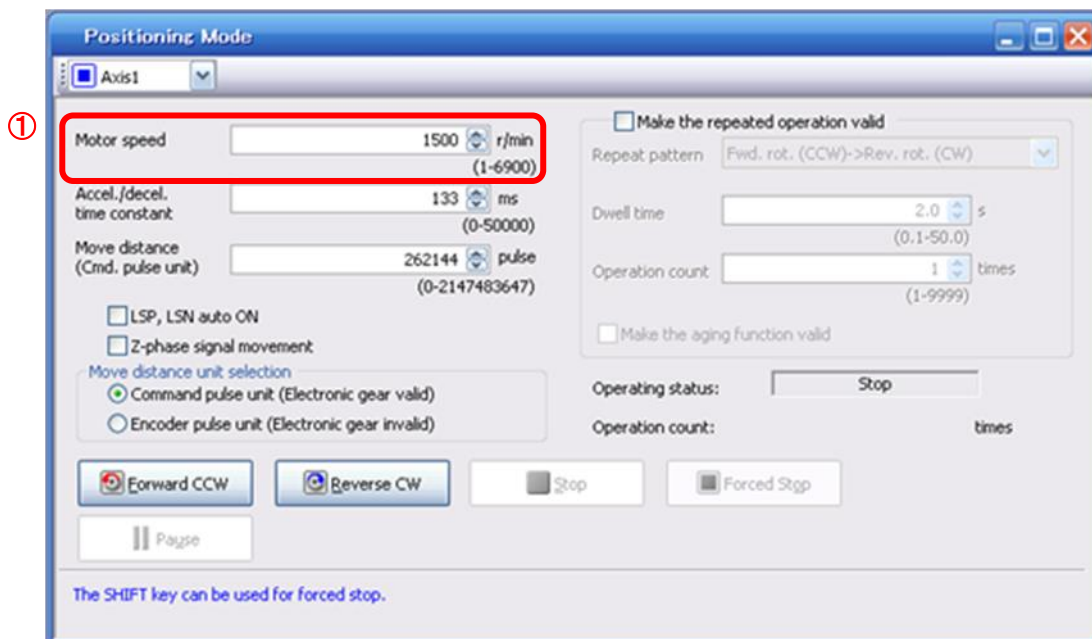 Positioning Mode
Axis1
①
Motor speed 1500 r/min
(1-6900)
Accel./decel.
time constant 133 ms
(0-50000)
Move distance
(Cmd. pulse unit) 262144 pulse
(0-2147483647)
LSP, LSN auto ON
Z-phase signal movement
Move distance unit selection
Command pulse unit (Electronic gear valid)
Encoder pulse unit (Electronic gear invalid)
Make the repeated operation valid
Repeat pattern Fwd. rot. (CCW)->Rev. rot. (CW)
Dwell time 2.0 s
(0.1-50.0)
Operation count 1 times
(1-9999)
Make the aging function valid
Operating status: Stop
Operation count: times
Forward CCW Reverse CW Stop Forced Stop
Pause
The SHIFT key can be used for forced stop.